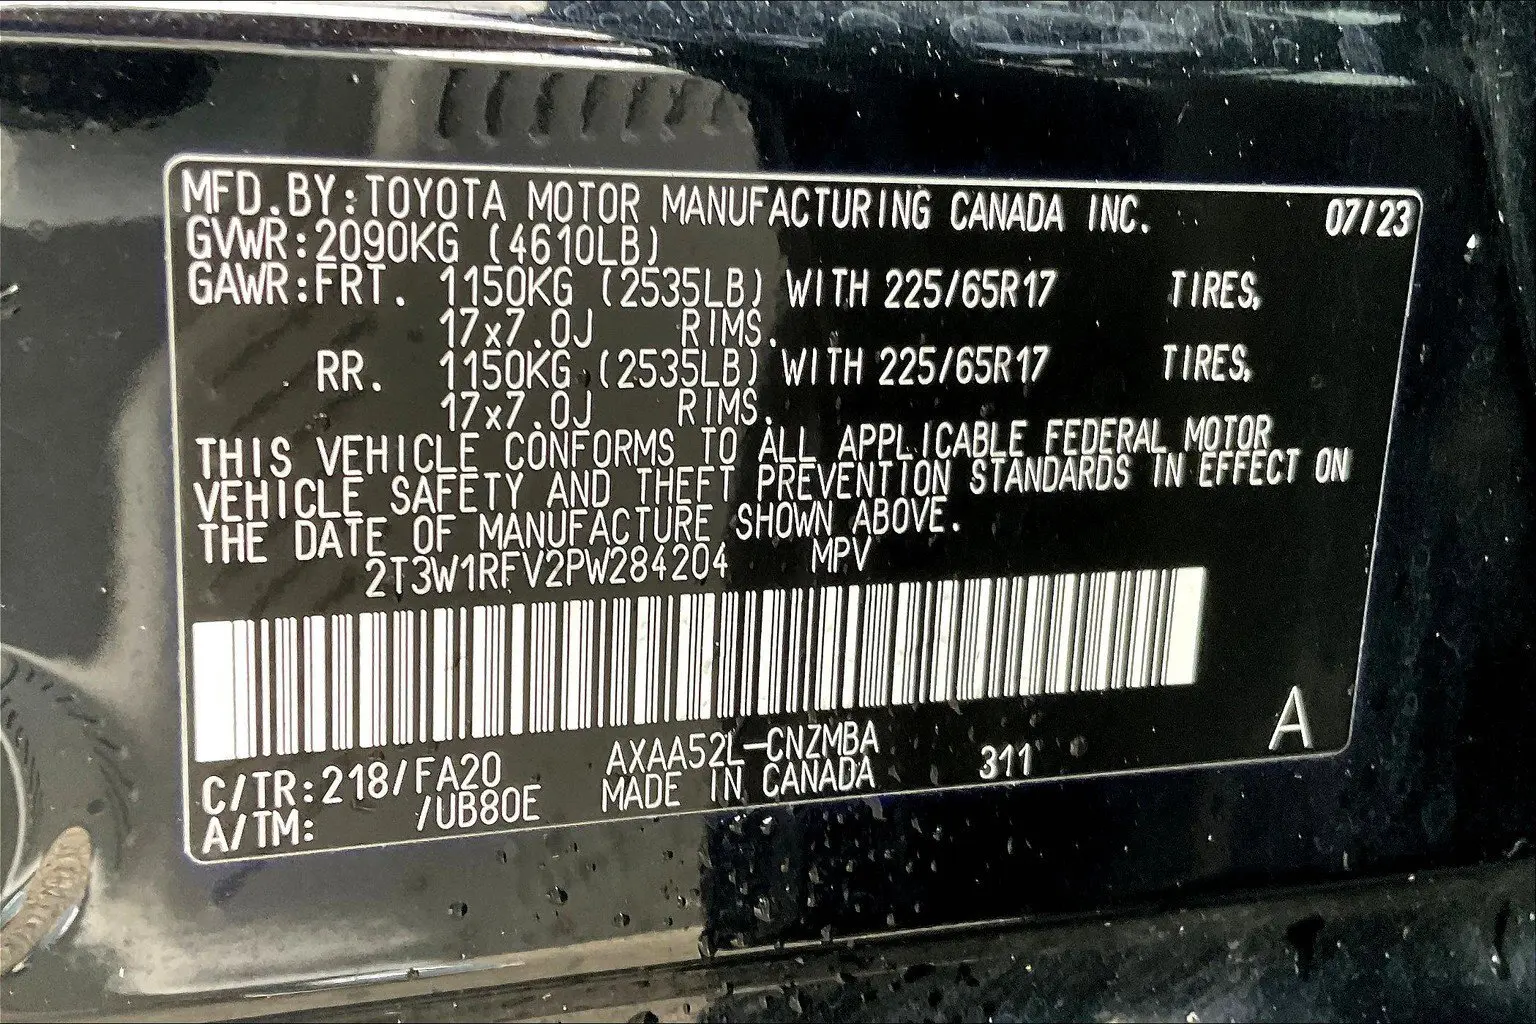 MFD.BY:TOYOTA MOTOR MANUFACTURING CANADA INC. 07/23
GVWR:2090KG (4610LB)
GAWR:FRT. 1150KG (2535LB) WITH 225/65R17 TIRES,
17x7.0J RIMS.
RR. 1150KG (2535LB) WITH 225/65R17 TIRES,
17x7.0J RIMS.
THIS VEHICLE CONFORMS TO ALL APPLICABLE FEDERAL MOTOR
VEHICLE SAFETY AND THEFT PREVENTION STANDARDS IN EFFECT ON
THE DATE OF MANUFACTURE SHOWN ABOVE.
2T3W1RFV2PW284204 MPV
A
C/TR:218/FA20 AXAA52L-CNZMBA 311
A/TM: /UB80E MADE IN CANADA